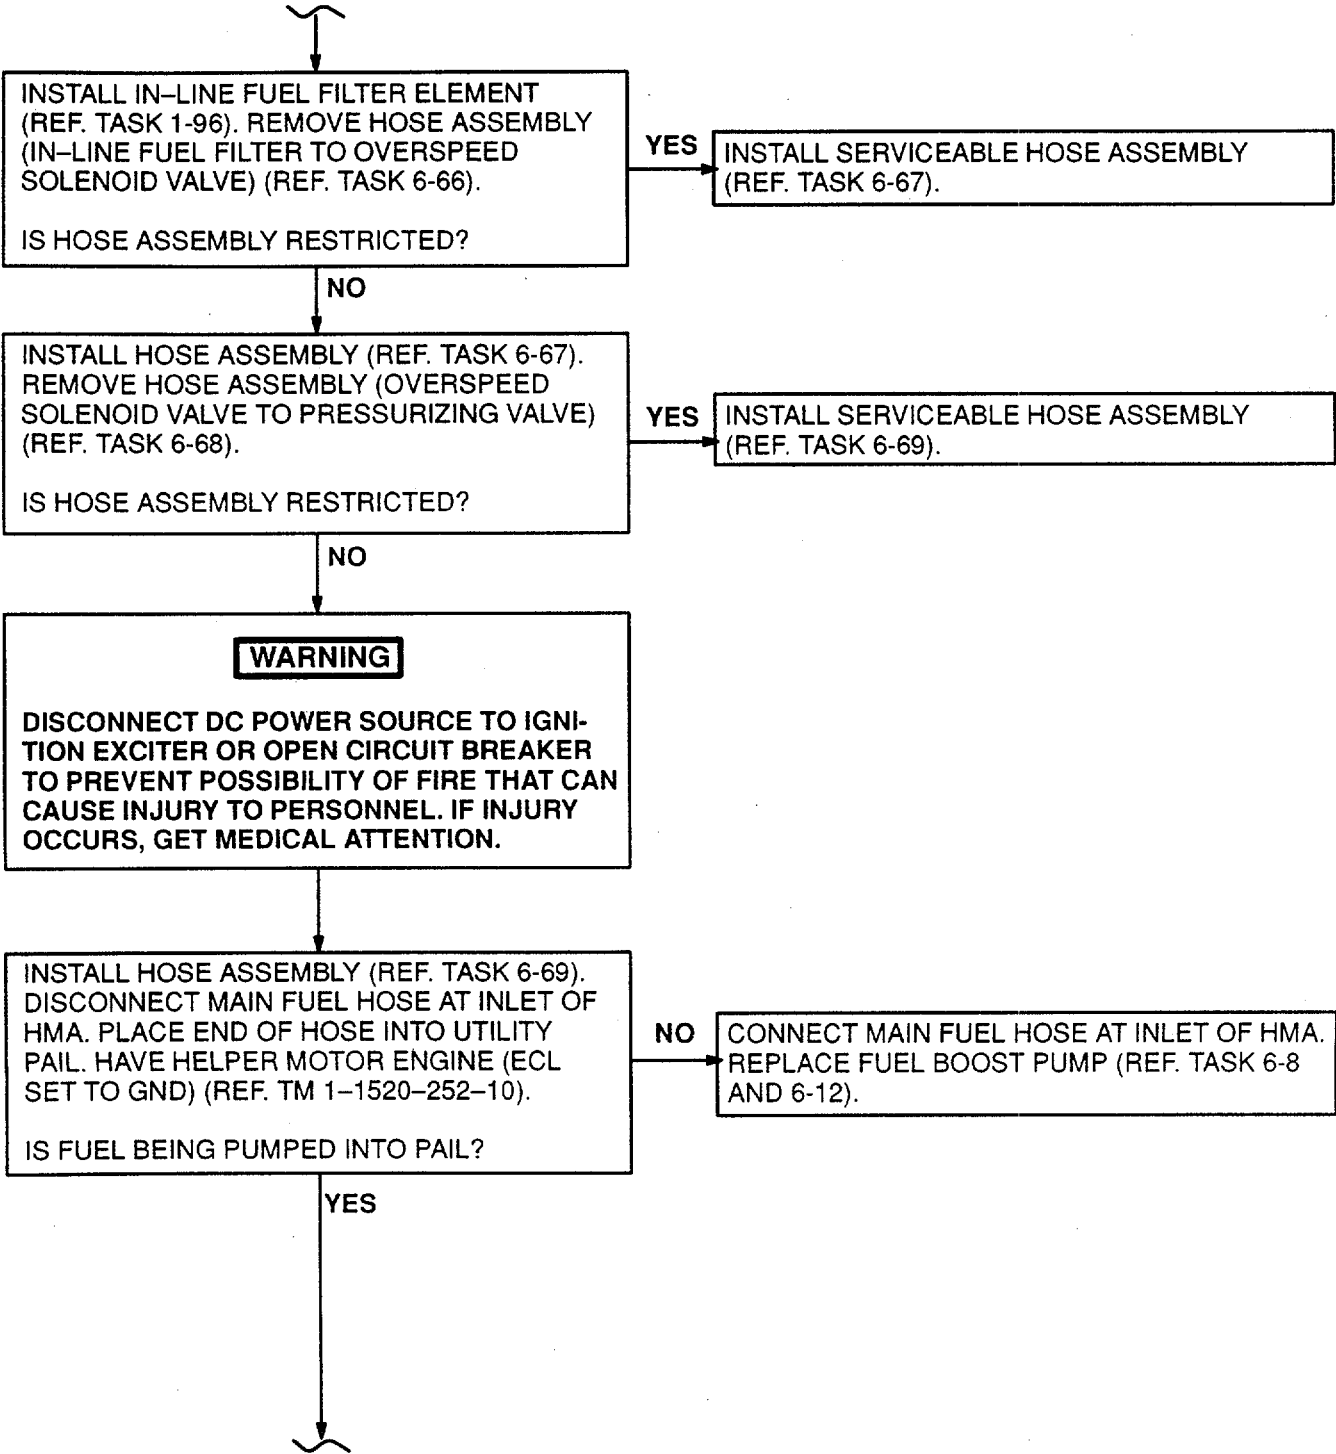 INSTALL IN–LINE FUEL FILTER ELEMENT
(REF. TASK 1-96). REMOVE HOSE ASSEMBLY
(IN–LINE FUEL FILTER TO OVERSPEED
SOLENOID VALVE) (REF. TASK 6-66).
IS HOSE ASSEMBLY RESTRICTED?
YES
INSTALL SERVICEABLE HOSE ASSEMBLY
(REF. TASK 6-67).
NO
INSTALL HOSE ASSEMBLY (REF. TASK 6-67).
REMOVE HOSE ASSEMBLY (OVERSPEED
SOLENOID VALVE TO PRESSURIZING VALVE)
(REF. TASK 6-68).
IS HOSE ASSEMBLY RESTRICTED?
YES
INSTALL SERVICEABLE HOSE ASSEMBLY
(REF. TASK 6-69).
NO
WARNING
DISCONNECT DC POWER SOURCE TO IGNI-
TION EXCITER OR OPEN CIRCUIT BREAKER
TO PREVENT POSSIBILITY OF FIRE THAT CAN
CAUSE INJURY TO PERSONNEL. IF INJURY
OCCURS, GET MEDICAL ATTENTION.
INSTALL HOSE ASSEMBLY (REF. TASK 6-69).
DISCONNECT MAIN FUEL HOSE AT INLET OF
HMA. PLACE END OF HOSE INTO UTILITY
PAIL. HAVE HELPER MOTOR ENGINE (ECL
SET TO GND) (REF. TM 1–1520–252–10).
IS FUEL BEING PUMPED INTO PAIL?
NO
CONNECT MAIN FUEL HOSE AT INLET OF HMA.
REPLACE FUEL BOOST PUMP (REF. TASK 6-8
AND 6-12).
YES